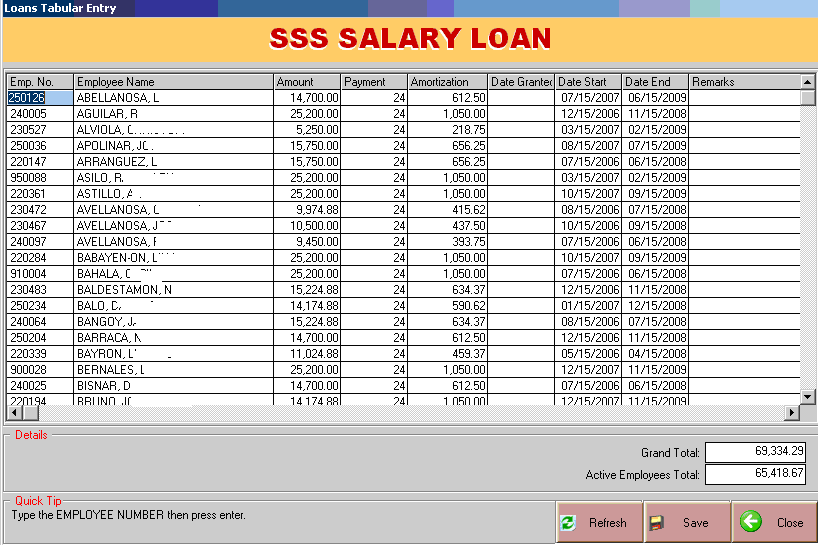 Loans Tabular Entry
SSS SALARY LOAN
Emp. No. Employee Name Amount Payment Amortization Date Granted Date Start Date End Remarks
250126 ABELLANOSA, L 14,700.00 24 612.50 07/15/2007 06/15/2009
240005 AGUILAR, R 25,200.00 24 1,050.00 12/15/2006 11/15/2008
230527 ALVIOLA, 5,250.00 24 218.75 03/15/2007 02/15/2009
250036 APOLINAR, 15,750.00 24 656.25 08/15/2007 07/15/2009
220147 ARRANGUEZ, L 15,750.00 24 656.25 07/15/2006 06/15/2008
950088 ASILO, R 25,200.00 24 1,050.00 03/15/2007 02/15/2009
220361 ASTILLO, A 25,200.00 24 1,050.00 10/15/2007 09/15/2009
230472 AVELLANOSA, 9,974.88 24 415.62 08/15/2006 07/15/2008
230467 AVELLANOSA, 10,500.00 24 437.50 10/15/2006 09/15/2008
240097 AVELLANOSA, 9,450.00 24 393.75 07/15/2006 06/15/2008
220284 BABAYEN-ON, 25,200.00 24 1,050.00 10/15/2007 09/15/2009
910004 BAHALA, 25,200.00 24 1,050.00 07/15/2006 06/15/2008
230483 BALDESTAMON, N 15,224.88 24 634.37 12/15/2006 11/15/2008
250234 BALO, 14,174.88 24 590.62 01/15/2007 12/15/2008
240064 BANGOY, 15,224.88 24 634.37 08/15/2006 07/15/2008
250204 BARRACA, 14,700.00 24 612.50 12/15/2006 11/15/2008
220339 BAYRON, 11,024.88 24 459.37 05/15/2006 04/15/2008
900028 BERNALES, 25,200.00 24 1,050.00 12/15/2007 11/15/2009
240025 BISNAR, D 14,700.00 24 612.50 07/15/2006 06/15/2008
220194 BRUNO, 14,174.88 24 1,050.00 12/15/2007 11/15/2009
Details
Grand Total: 69,334.29
Active Employees Total: 65,418.67
Quick Tip
Type the EMPLOYEE NUMBER then press enter.
Refresh Save Close